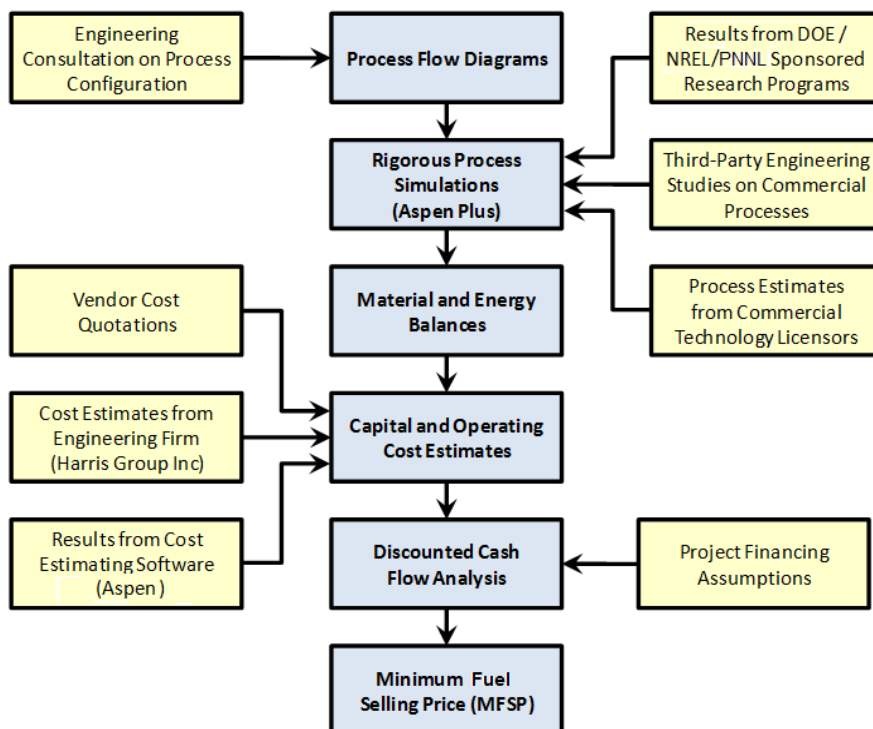 Engineering
Consultation on Process
Configuration
Process Flow Diagrams
Results from DOE /
NREL/PNNL Sponsored
Research Programs
Rigorous Process
Simulations
(Aspen Plus)
Third-Party Engineering
Studies on Commercial
Processes
Vendor Cost
Quotations
Material and Energy
Balances
Process Estimates
from Commercial
Technology Licensors
Cost Estimates from
Engineering Firm
(Harris Group Inc)
Capital and Operating
Cost Estimates
Results from Cost
Estimating Software
(Aspen )
Discounted Cash
Flow Analysis
Project Financing
Assumptions
Minimum Fuel
Selling Price (MFSP)